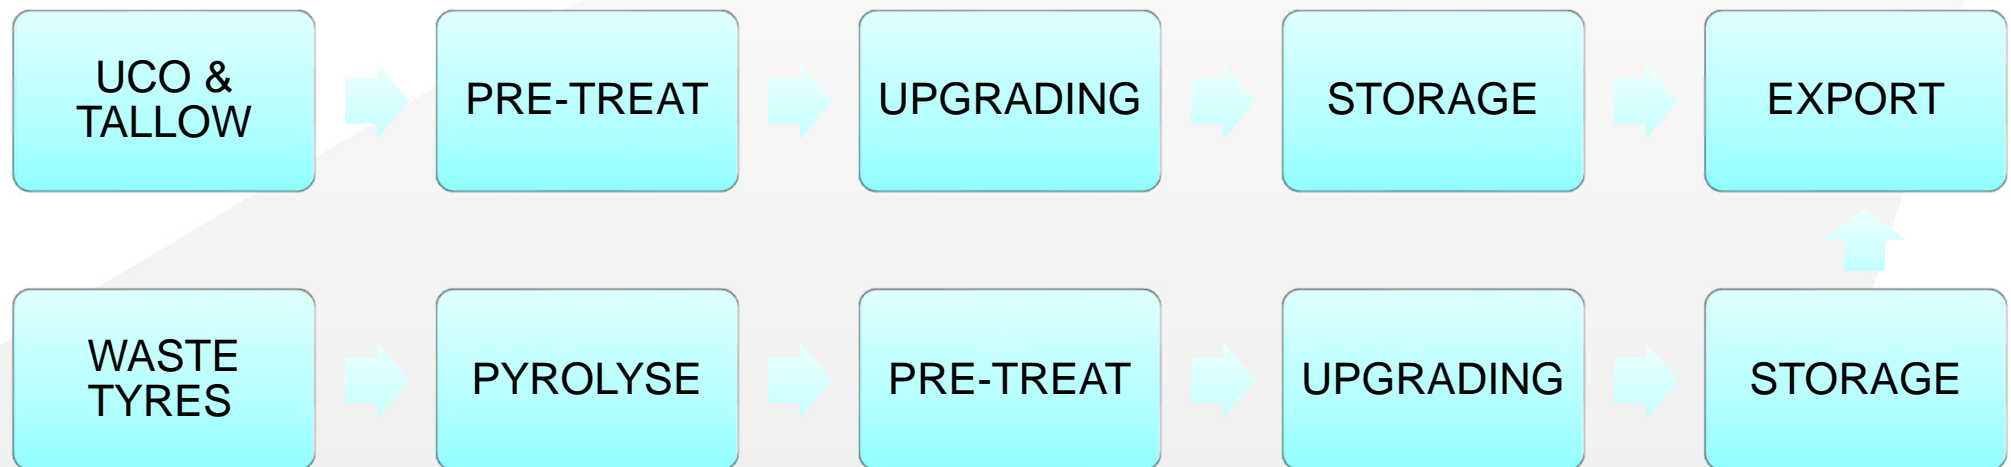 UCO &
TALLOW
PRE-TREAT
UPGRADING
STORAGE
EXPORT
WASTE
TYRES
PYROLYSE
PRE-TREAT
UPGRADING
STORAGE